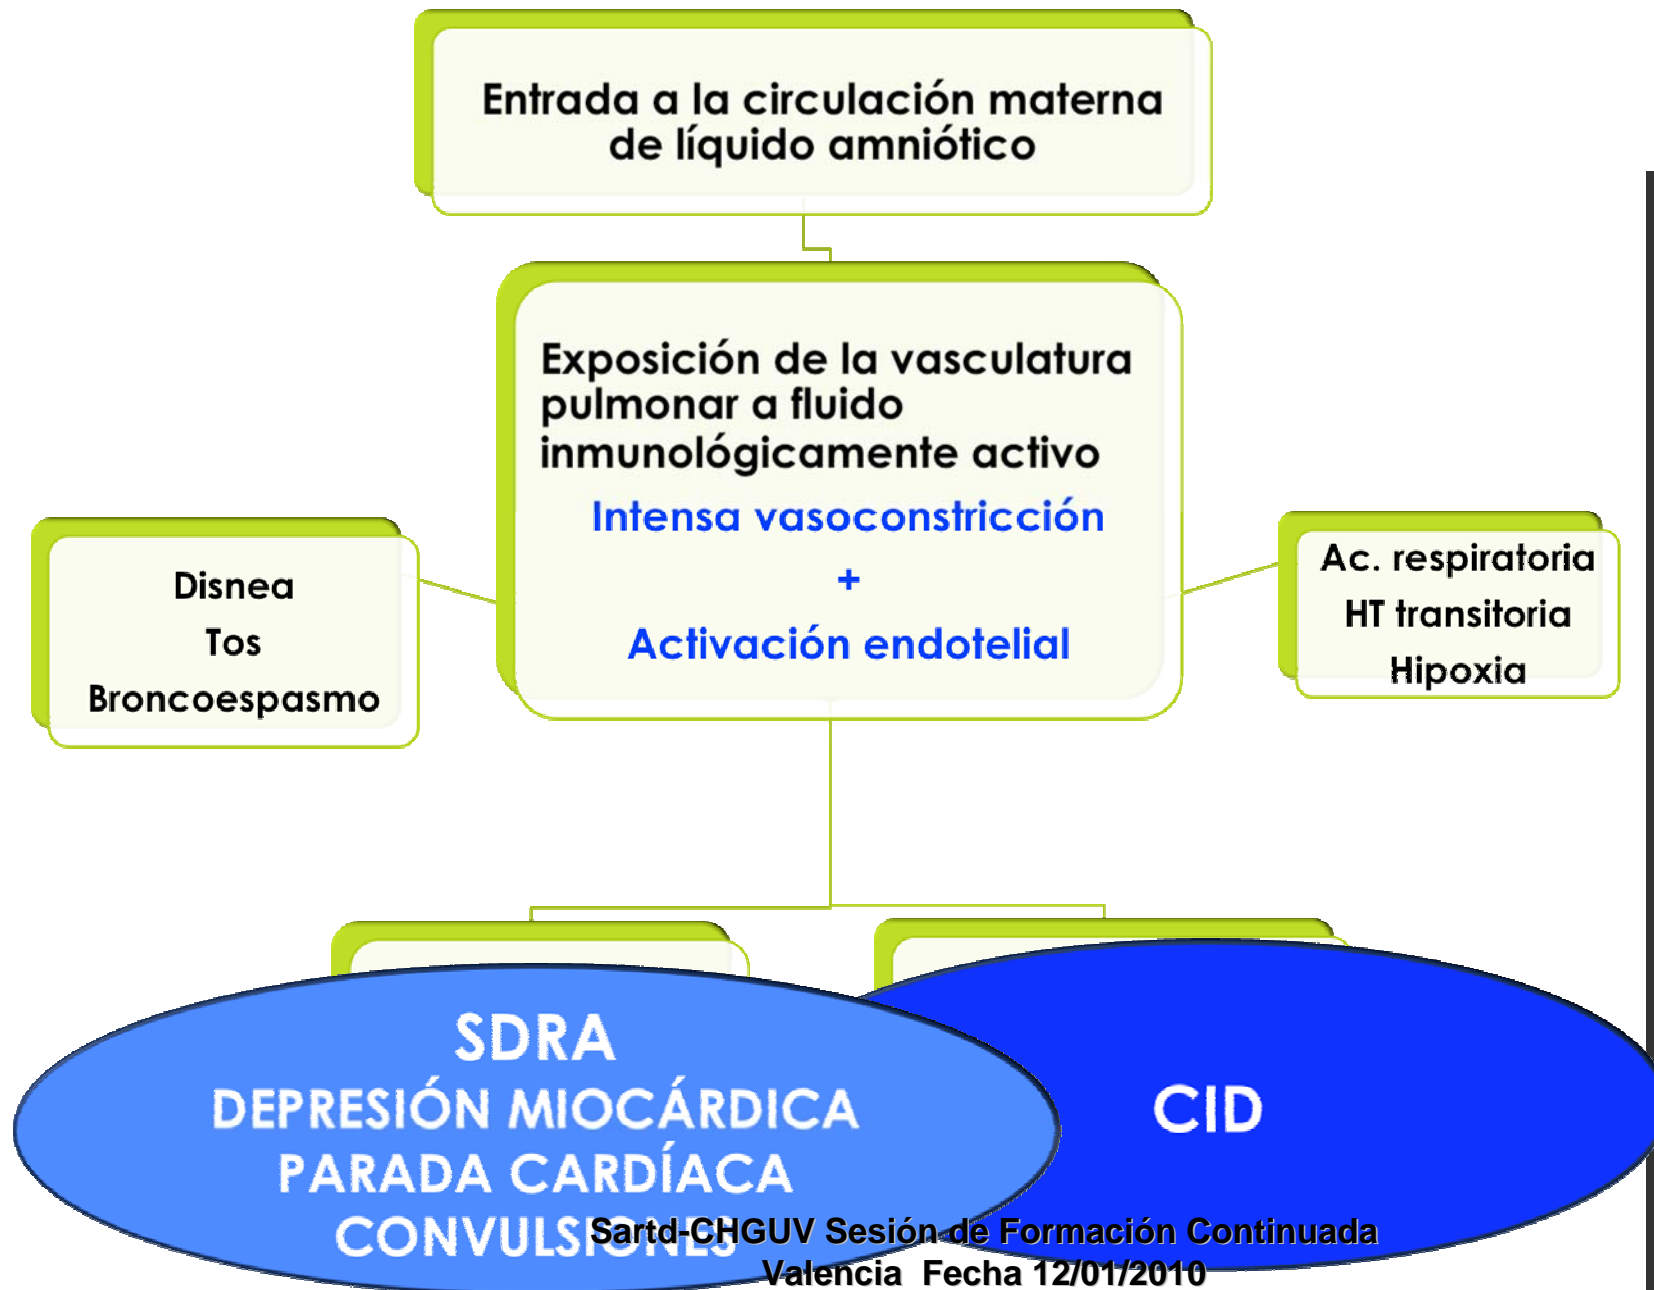 Entrada a la circulación materna
de líquido amniótico
Exposición de la vasculatura
pulmonar a fluido
inmunológicamente activo
Intensa vasoconstricción
+
Activación endotelial
Disnea
Tos
Broncoespasmo
Ac. respiratoria
HT transitoria
Hipoxia
SDRA
DEPRESIÓN MIOCÁRDICA
PARADA CARDÍACA
CONVULSIONES
CID
Sartd-CHGUV Sesión de Formación Continuada
Valencia Fecha 12/01/2010